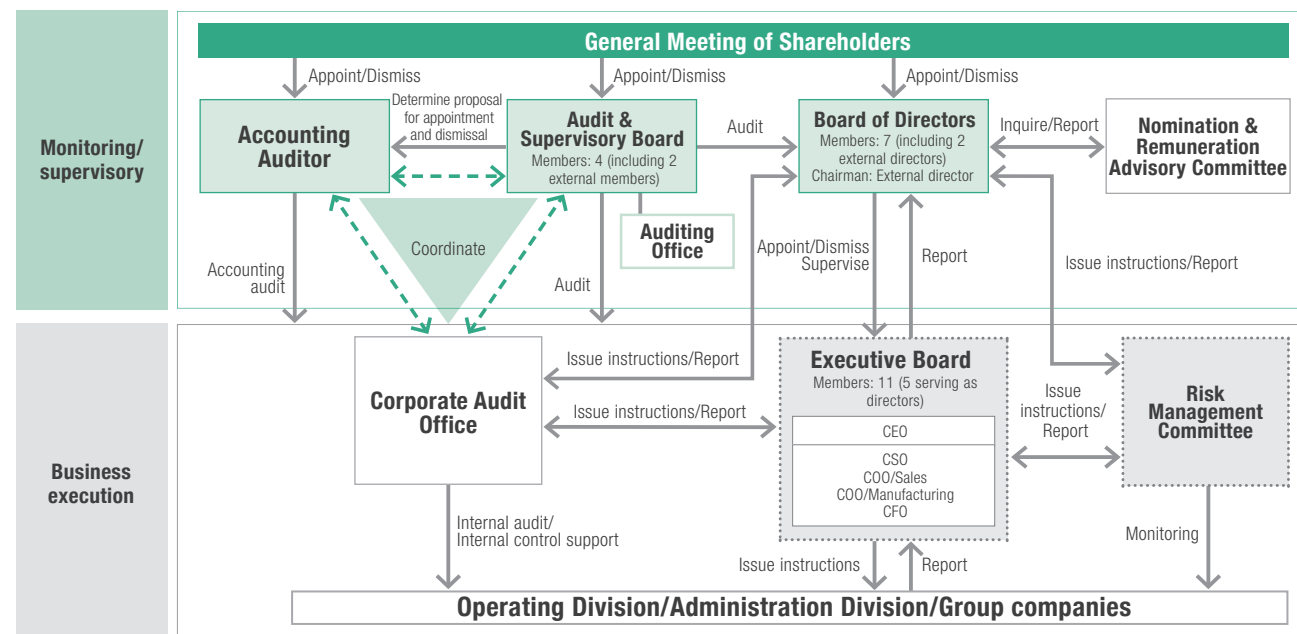 General Meeting of Shareholders
Appoint/Dismiss
Appoint/Dismiss
Appoint/Dismiss
Monitoring/
supervisory
Accounting
Auditor
Determine proposal
for appointment
and dismissal
Audit &
Supervisory Board
Members: 4 (including 2
external members)
Audit
Board of Directors
Members: 7 (including 2
external directors)
Chairman: External director
Inquire/Report
Nomination &
Remuneration
Advisory Committee
Auditing
Office
Coordinate
Accounting
audit
Audit
Appoint/Dismiss
Supervise
Report
Issue instructions/Report
Business
execution
Corporate Audit
Office
Issue instructions/Report
Issue instructions/Report
Executive Board
Members: 11 (5 serving as
directors)
CEO
CSO
COO/Sales
COO/Manufacturing
CFO
Issue
instructions/
Report
Risk
Management
Committee
Internal audit/
Internal control support
Issue instructions
Report
Monitoring
Operating Division/Administration Division/Group companies